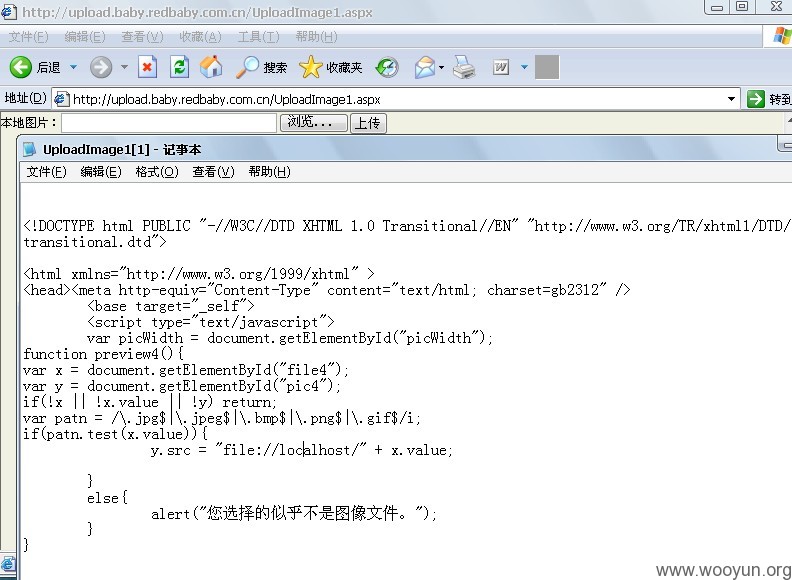 http://upload.baby.redbaby.com.cn/UploadImage1.aspx
文件(F) 编辑(E) 查看(V) 收藏(A) 工具(T) 帮助(H)
后退 搜索 收藏夹
地址(D) http://upload.baby.redbaby.com.cn/UploadImage1.aspx 转到
本地图片： 浏览... 上传
UploadImage1[1] - 记事本
文件(F) 编辑(E) 格式(O) 查看(V) 帮助(H)
<!DOCTYPE html PUBLIC "-//W3C//DTD XHTML 1.0 Transitional//EN" "http://www.w3.org/TR/xhtml1/DTD/
transitional.dtd">
<html xmlns="http://www.w3.org/1999/xhtml" >
<head><meta http-equiv="Content-Type" content="text/html; charset=gb2312" />
<base target="_self">
<script type="text/javascript">
var picWidth = document.getElementById("picWidth");
function preview4(){
var x = document.getElementById("file4");
var y = document.getElementById("pic4");
if(!x || !x.value || !y) return;
var patn = /\.jpg$|\.jpeg$|\.bmp$|\.png$|\.gif$/i;
if(patn.test(x.value)){
y.src = "file://localhost/" + x.value;
}
else{
alert("您选择的似乎不是图像文件。");
}
}
www.wooyun.org